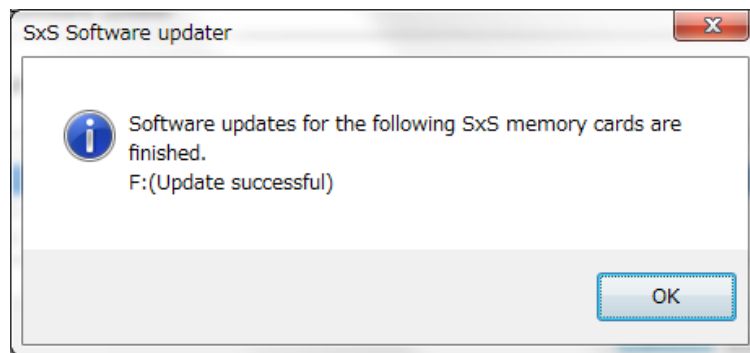 SxS Software updater
Software updates for the following SxS memory cards are
finished.
F:(Update successful)
OK